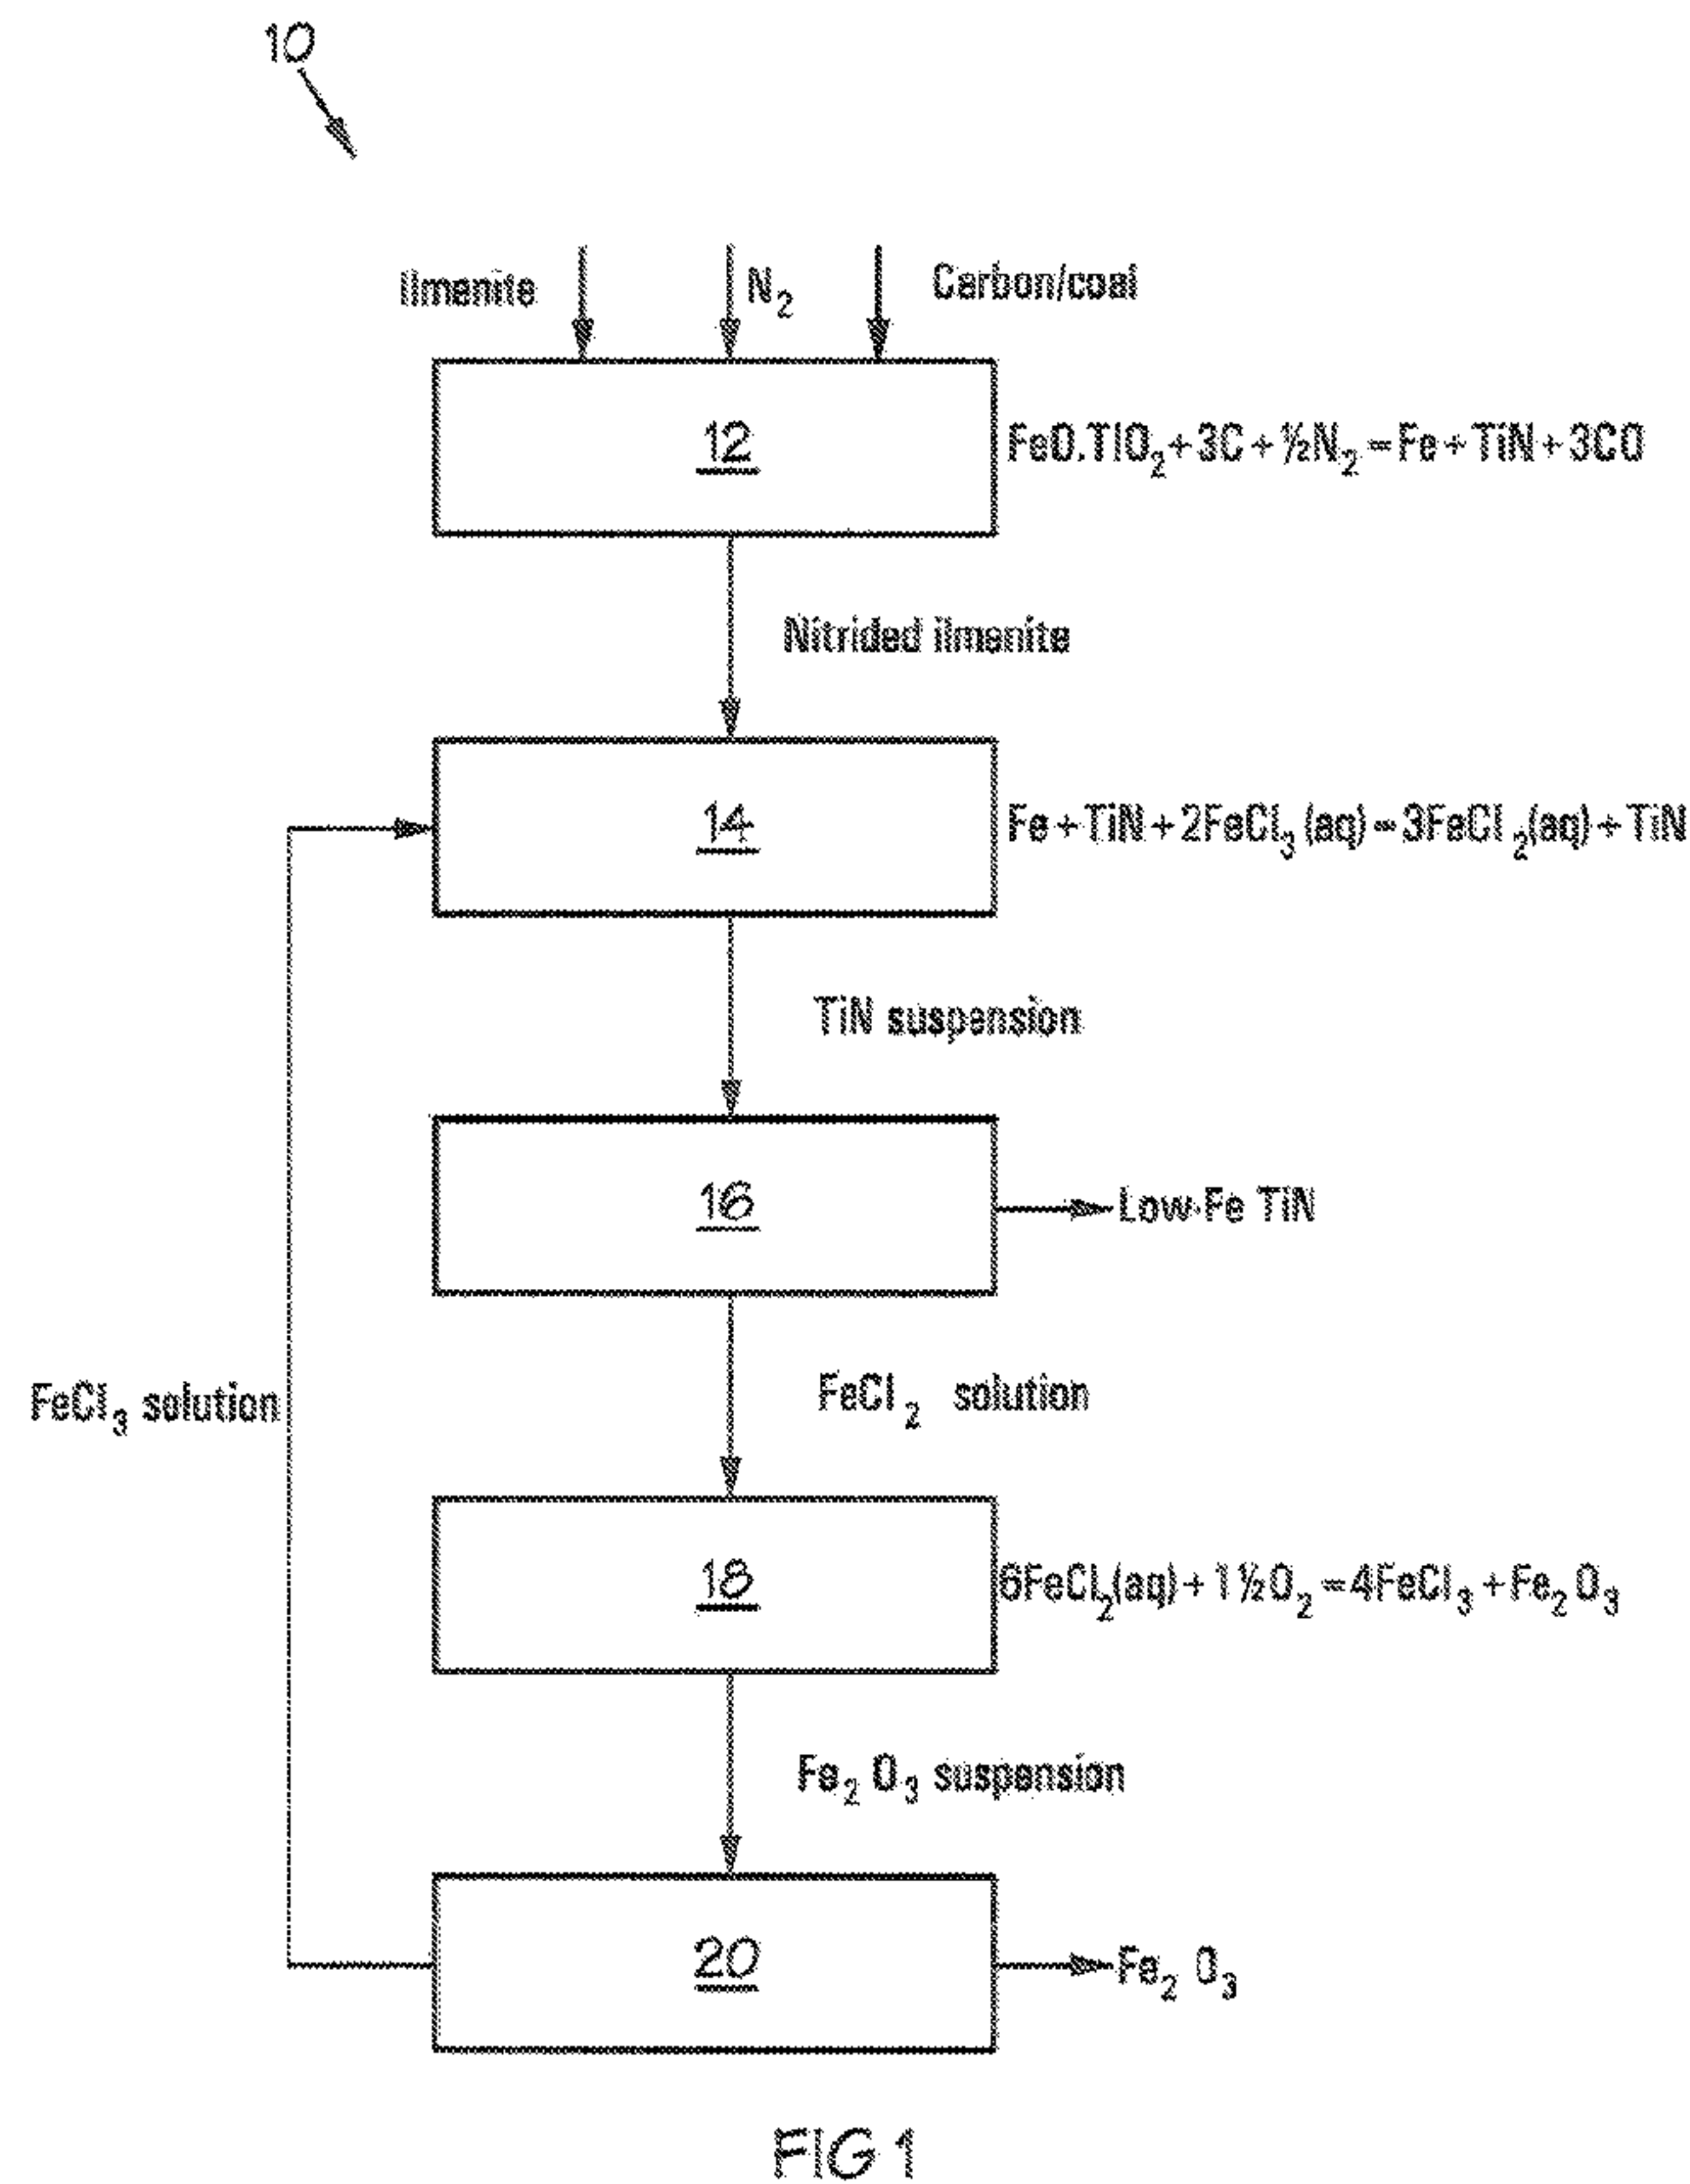 10
Ilmenite
N2
Carbon/coal
12
FeO.TiO2+3C+½N2=Fe+TiN+3CO
Nitrided ilmenite
14
Fe+TiN+2FeCl3(aq)=3FeCl2(aq)+TiN
TiN suspension
16
Low-Fe TiN
FeCl3 solution
FeCl2 solution
18
6FeCl2(aq)+1½O2=4FeCl3+Fe2O3
Fe2O3 suspension
20
Fe2O3
FIG 1